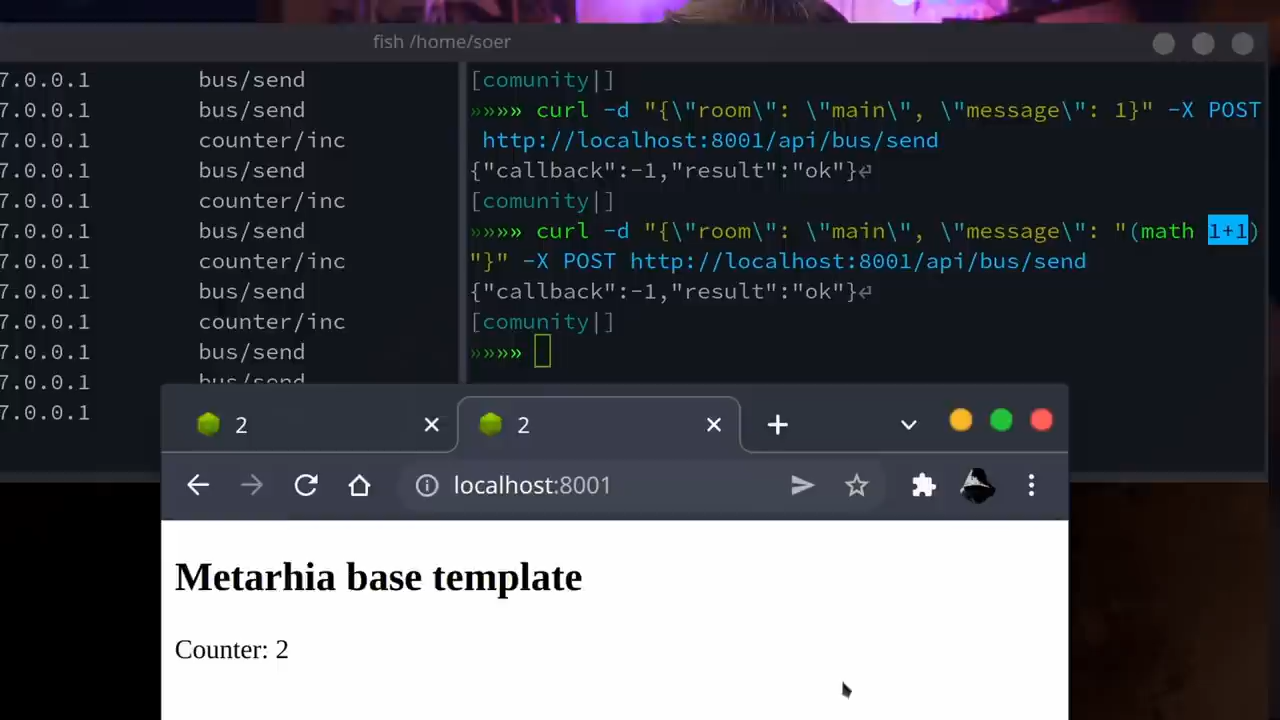 fish /home/soer
7.0.0.1 bus/send
7.0.0.1 bus/send
7.0.0.1 counter/inc
7.0.0.1 bus/send
7.0.0.1 counter/inc
7.0.0.1 bus/send
7.0.0.1 counter/inc
7.0.0.1 bus/send
7.0.0.1 counter/inc
7.0.0.1 bus/send
7.0.0.1 bus/send
7.0.0.1
[comunity|]
»»»» curl -d "{\"room\": \"main\", \"message\": 1}" -X POST
http://localhost:8001/api/bus/send
{"callback":-1,"result":"ok"}⏎
[comunity|]
»»»» curl -d "{\"room\": \"main\", \"message\": "(math 1+1)
"}" -X POST http://localhost:8001/api/bus/send
{"callback":-1,"result":"ok"}⏎
[comunity|]
»»»»
2
2
localhost:8001
Metarhia base template
Counter: 2